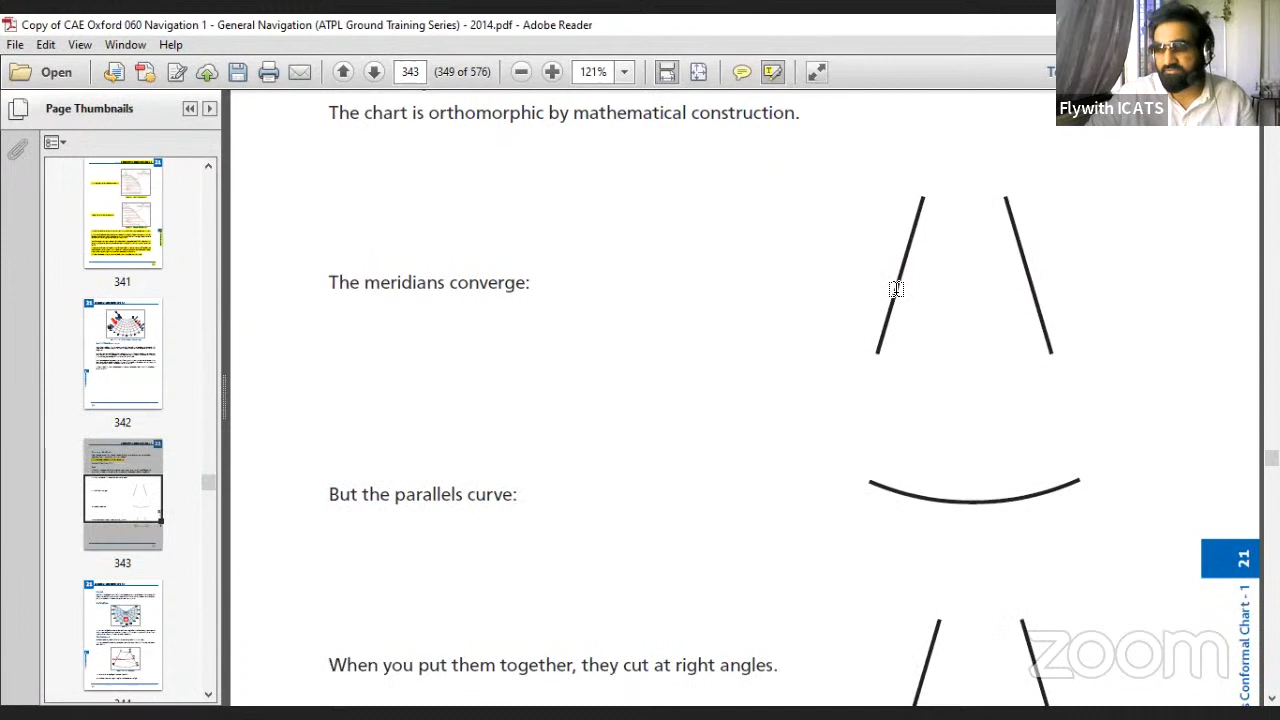 Copy of CAE Oxford 060 Navigation 1 - General Navigation (ATPL Ground Training Series) - 2014.pdf - Adobe Reader
File Edit View Window Help
Open 343 (349 of 576) 121%
Flywith ICATS
Page Thumbnails
341
342
343
The chart is orthomorphic by mathematical construction.
The meridians converge:
But the parallels curve:
When you put them together, they cut at right angles.
21
s Conformal Chart - 1
zoom